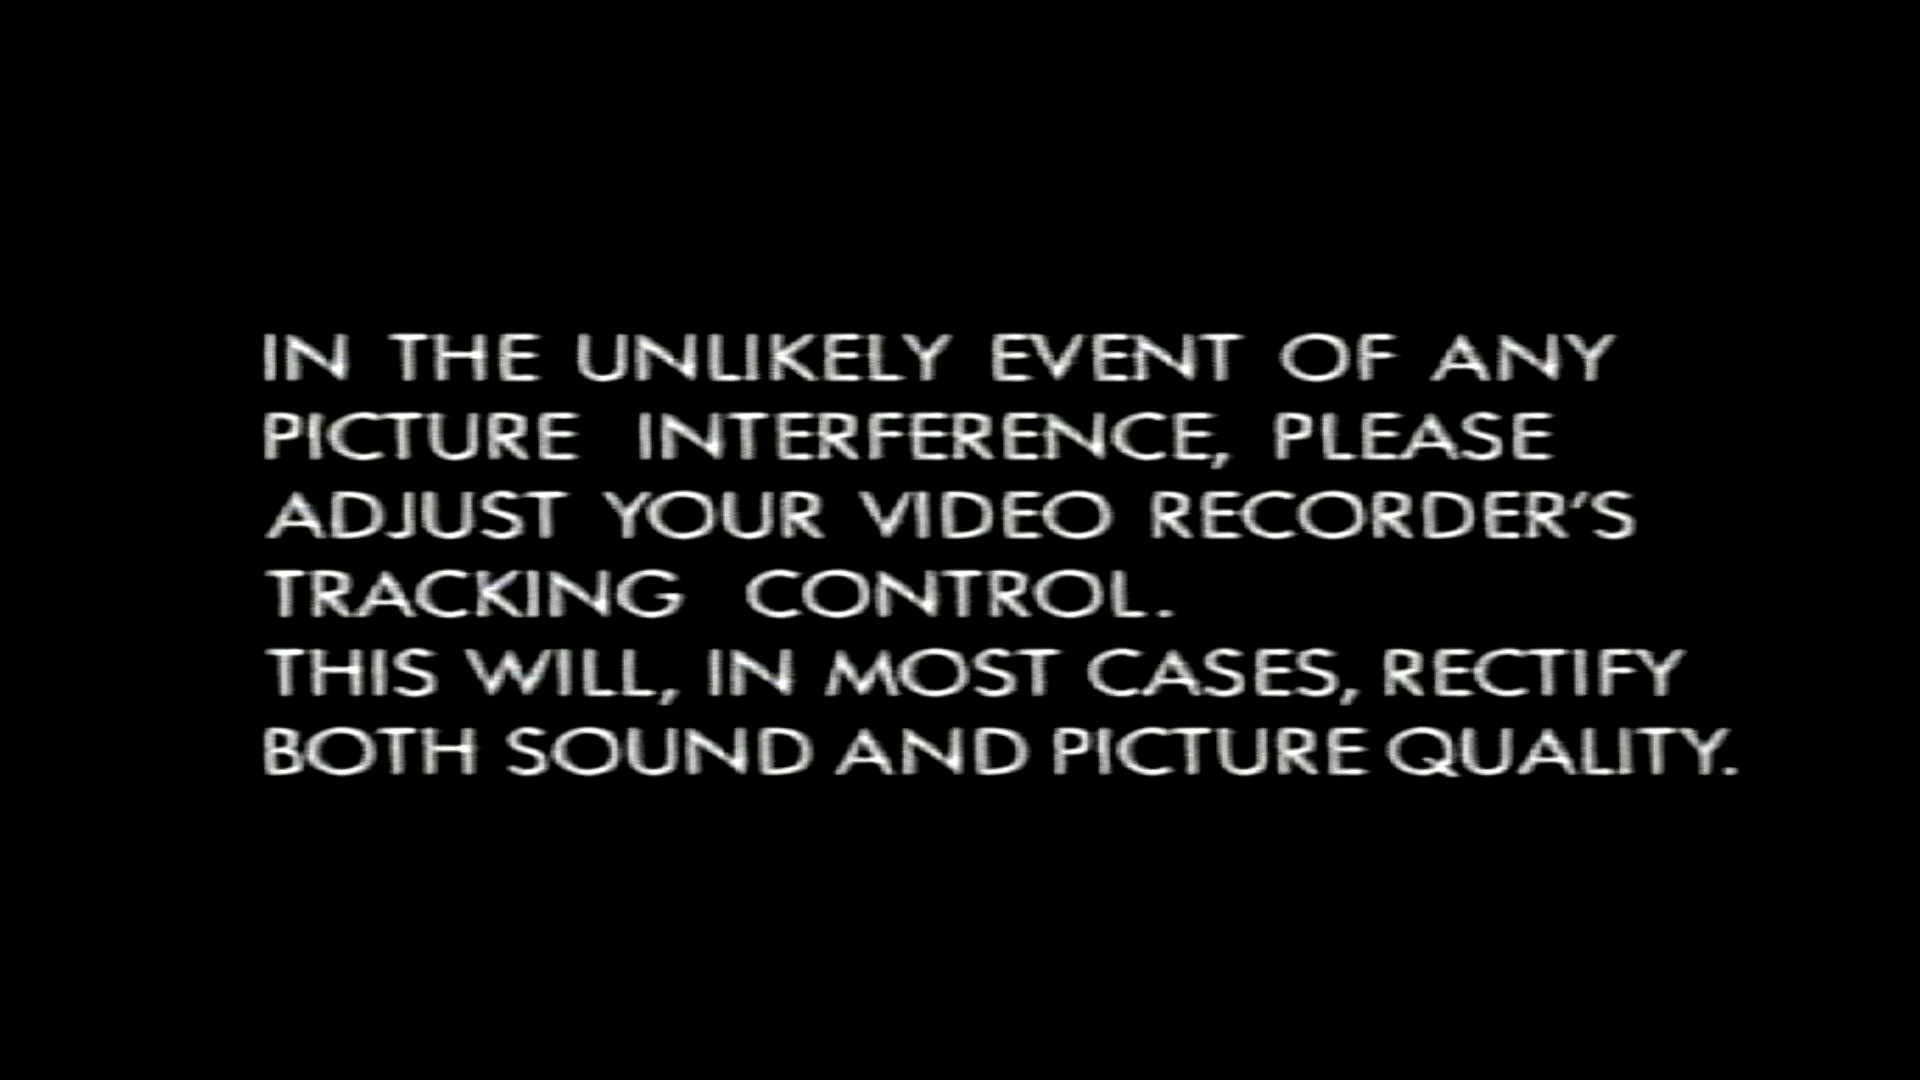 IN THE UNLIKELY EVENT OF ANY
PICTURE INTERFERENCE, PLEASE
ADJUST YOUR VIDEO RECORDER'S
TRACKING CONTROL.
THIS WILL, IN MOST CASES, RECTIFY
BOTH SOUND AND PICTURE QUALITY.